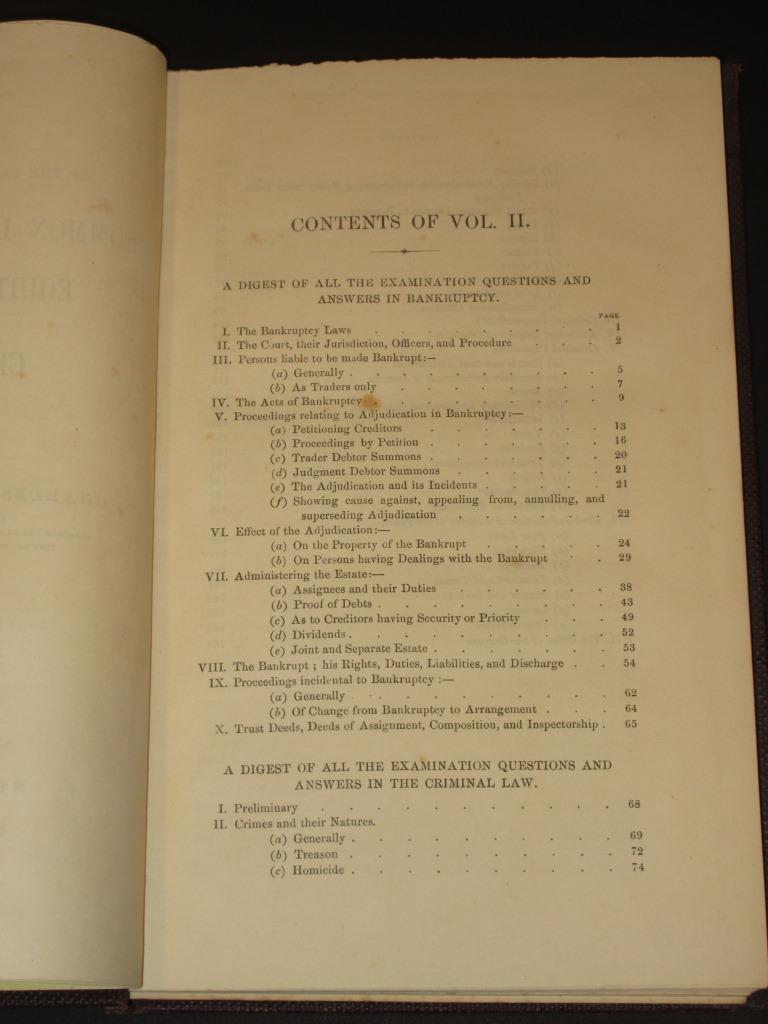 CONTENTS OF VOL. II.
A DIGEST OF ALL THE EXAMINATION QUESTIONS AND
ANSWERS IN BANKRUPTCY.
PAGE
I. The Bankruptcy Laws . . . . . . . . . 1
II. The Court, their Jurisdiction, Officers, and Procedure . . . 2
III. Persons liable to be made Bankrupt:—
(a) Generally . . . . . . . . . . 5
(b) As Traders only . . . . . . . . 7
IV. The Acts of Bankruptcy . . . . . . . . 9
V. Proceedings relating to Adjudication in Bankruptcy:—
(a) Petitioning Creditors . . . . . . . 13
(b) Proceedings by Petition . . . . . . . 16
(c) Trader Debtor Summons . . . . . . . 20
(d) Judgment Debtor Summons . . . . . . 21
(e) The Adjudication and its Incidents . . . . . 21
(f) Showing cause against, appealing from, annulling, and
superseding Adjudication . . . . . . 22
VI. Effect of the Adjudication:—
(a) On the Property of the Bankrupt . . . . . 24
(b) On Persons having Dealings with the Bankrupt . . 29
VII. Administering the Estate:—
(a) Assignees and their Duties . . . . . . 38
(b) Proof of Debts . . . . . . . . . 43
(c) As to Creditors having Security or Priority . . . 49
(d) Dividends . . . . . . . . . . 52
(e) Joint and Separate Estate . . . . . . . 53
VIII. The Bankrupt ; his Rights, Duties, Liabilities, and Discharge . . 54
IX. Proceedings incidental to Bankruptcy :—
(a) Generally . . . . . . . . . 62
(b) Of Change from Bankruptcy to Arrangement . . . 64
X. Trust Deeds, Deeds of Assignment, Composition, and Inspectorship . 65
A DIGEST OF ALL THE EXAMINATION QUESTIONS AND
ANSWERS IN THE CRIMINAL LAW.
I. Preliminary . . . . . . . . . . . 68
II. Crimes and their Natures.
(a) Generally . . . . . . . . . . 69
(b) Treason . . . . . . . . . . 72
(c) Homicide . . . . . . . . . . 74